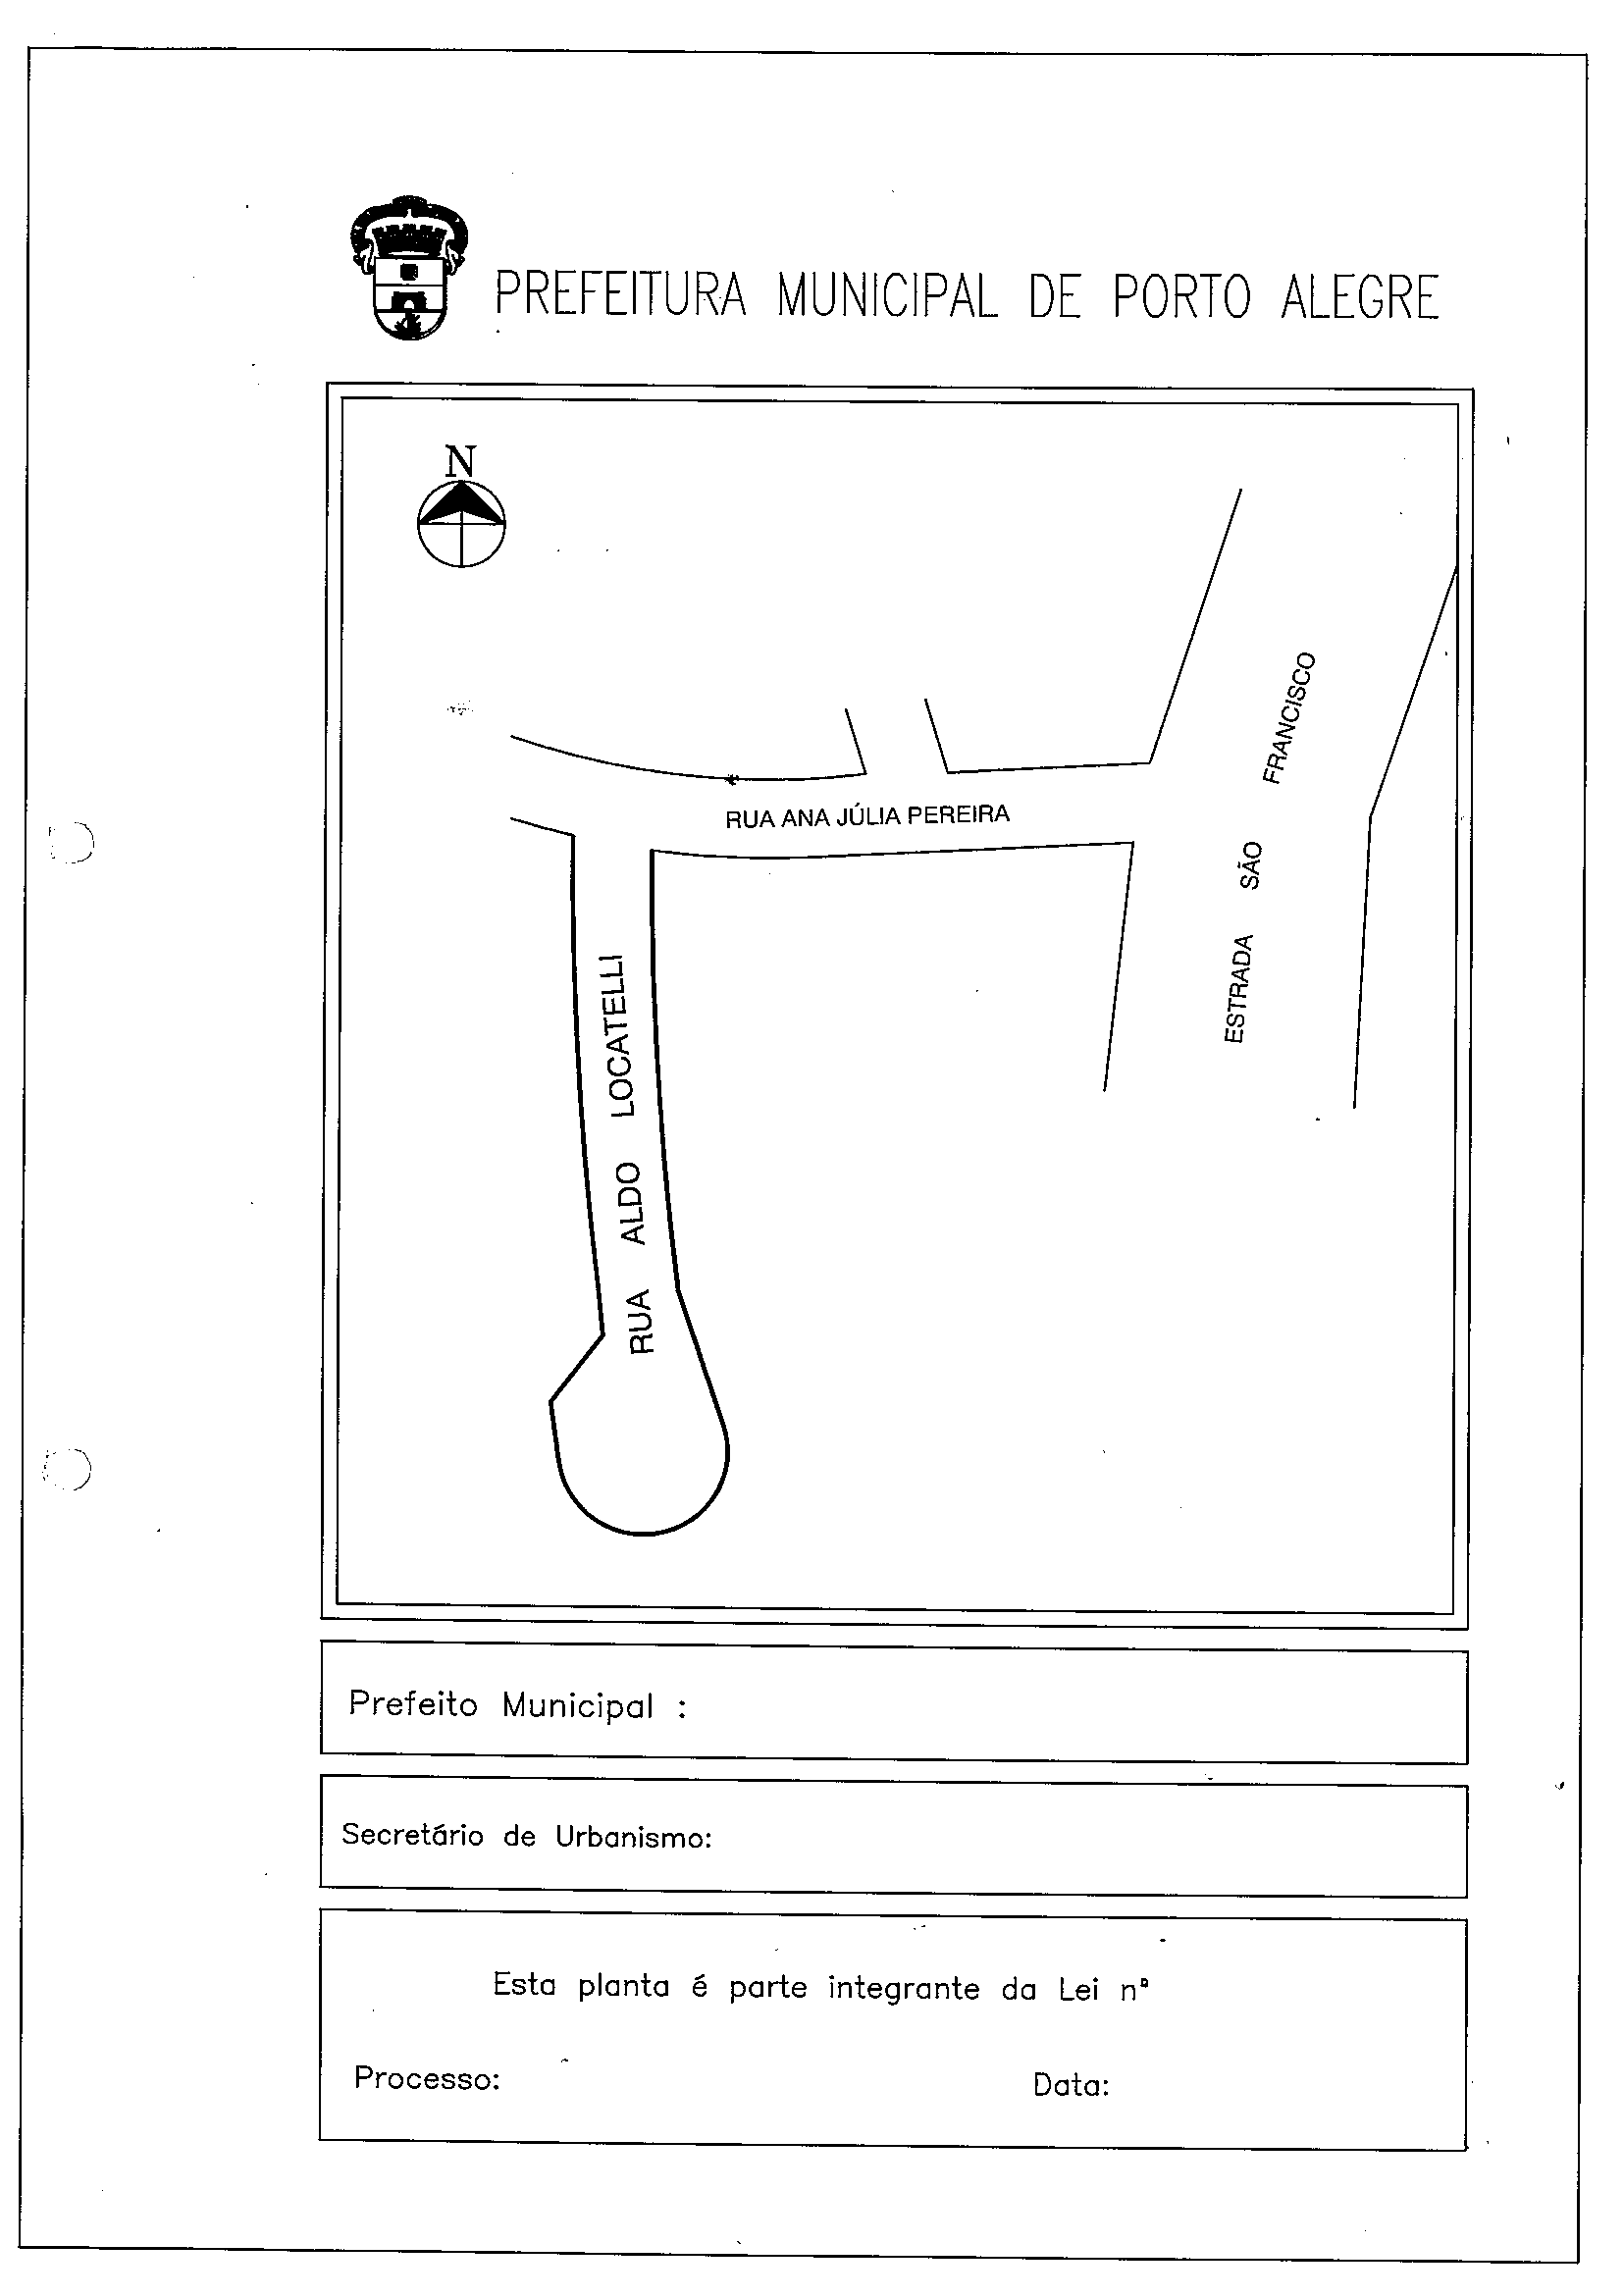 PREFEITURA MUNICIPAL DE PORTO ALEGRE
N
ESTRADA SÃO FRANCISCO
RUA ANA JÚLIA PEREIRA
RUA ALDO LOCATELLI
Prefeito Municipal :
Secretário de Urbanismo:
Esta planta é parte integrante da Lei nº
Processo:
Data: